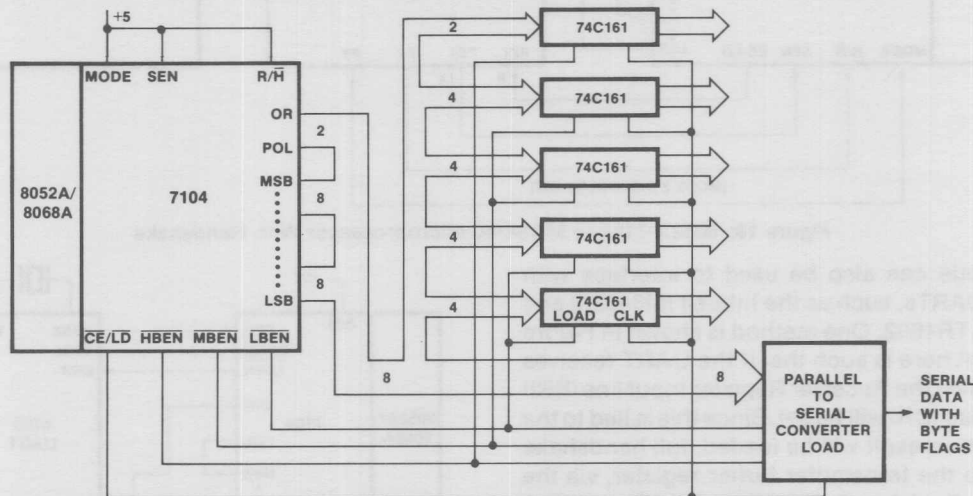 +5
MODE SEN R/H
OR
2
POL
MSB
8052A/
8068A
7104
8
8
LSB
CE/LD HBEN MBEN LBEN
8
2
74C161
4
74C161
4
74C161
4
74C161
4
74C161
LOAD CLK
8
PARALLEL
TO
SERIAL
CONVERTER
LOAD
SERIAL
DATA
WITH
BYTE
FLAGS